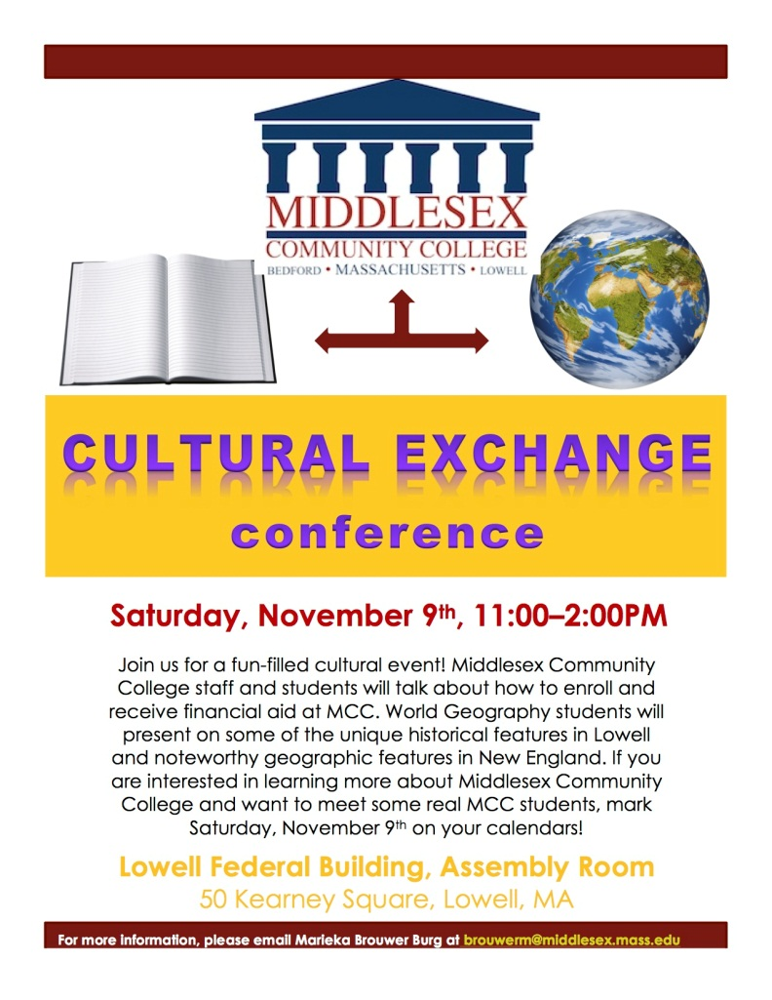 MIDDLESEX
COMMUNITY COLLEGE
BEDFORD • MASSACHUSETTS • LOWELL
CULTURAL EXCHANGE
conference
Saturday, November 9th, 11:00–2:00PM
Join us for a fun-filled cultural event! Middlesex Community
College staff and students will talk about how to enroll and
receive financial aid at MCC. World Geography students will
present on some of the unique historical features in Lowell
and noteworthy geographic features in New England. If you
are interested in learning more about Middlesex Community
College and want to meet some real MCC students, mark
Saturday, November 9th on your calendars!
Lowell Federal Building, Assembly Room
50 Kearney Square, Lowell, MA
For more information, please email Marieka Brouwer Burg at brouwerm@middlesex.mass.edu